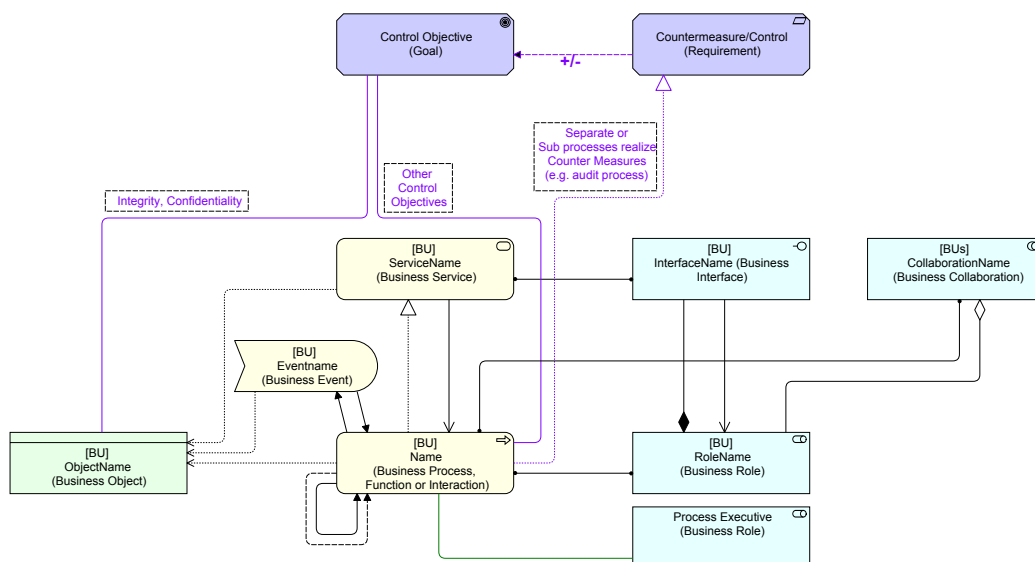 Control Objective
(Goal)
Countermeasure/Control
(Requirement)
+/-
Separate or
Sub processes realize
Counter Measures
(e.g. audit process)
Other
Control
Objectives
Integrity, Confidentiality
[BU]
ServiceName
(Business Service)
[BU]
InterfaceName (Business
Interface)
[BUs]
CollaborationName
(Business Collaboration)
[BU]
Eventname
(Business Event)
[BU]
ObjectName
(Business Object)
[BU]
Name
(Business Process,
Function or Interaction)
[BU]
RoleName
(Business Role)
Process Executive
(Business Role)